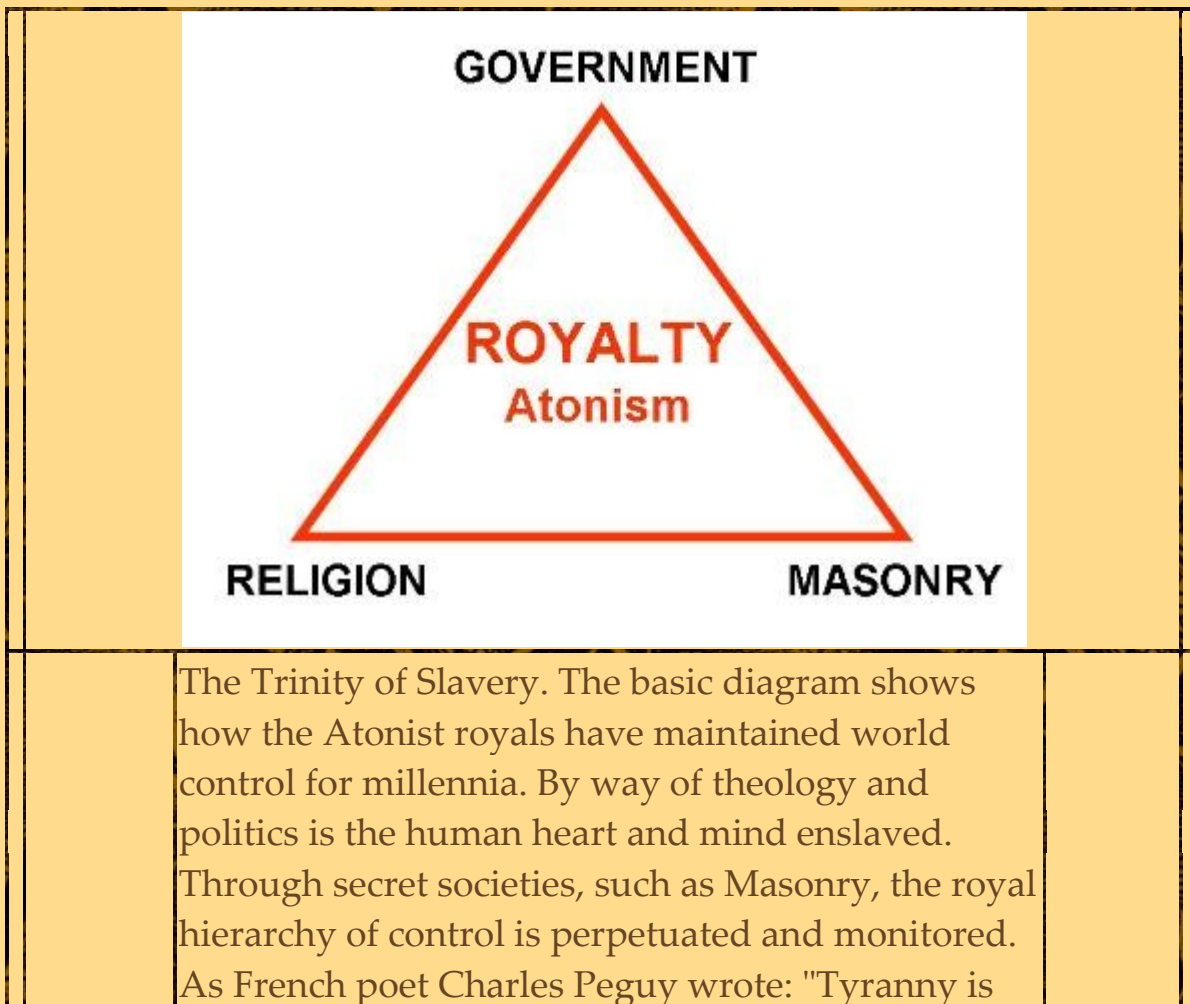 GOVERNMENT
ROYALTY
Atonism
RELIGION MASONRY
The Trinity of Slavery. The basic diagram shows
how the Atonist royals have maintained world
control for millennia. By way of theology and
politics is the human heart and mind enslaved.
Through secret societies, such as Masonry, the royal
hierarchy of control is perpetuated and monitored.
As French poet Charles Peguy wrote: "Tyranny is